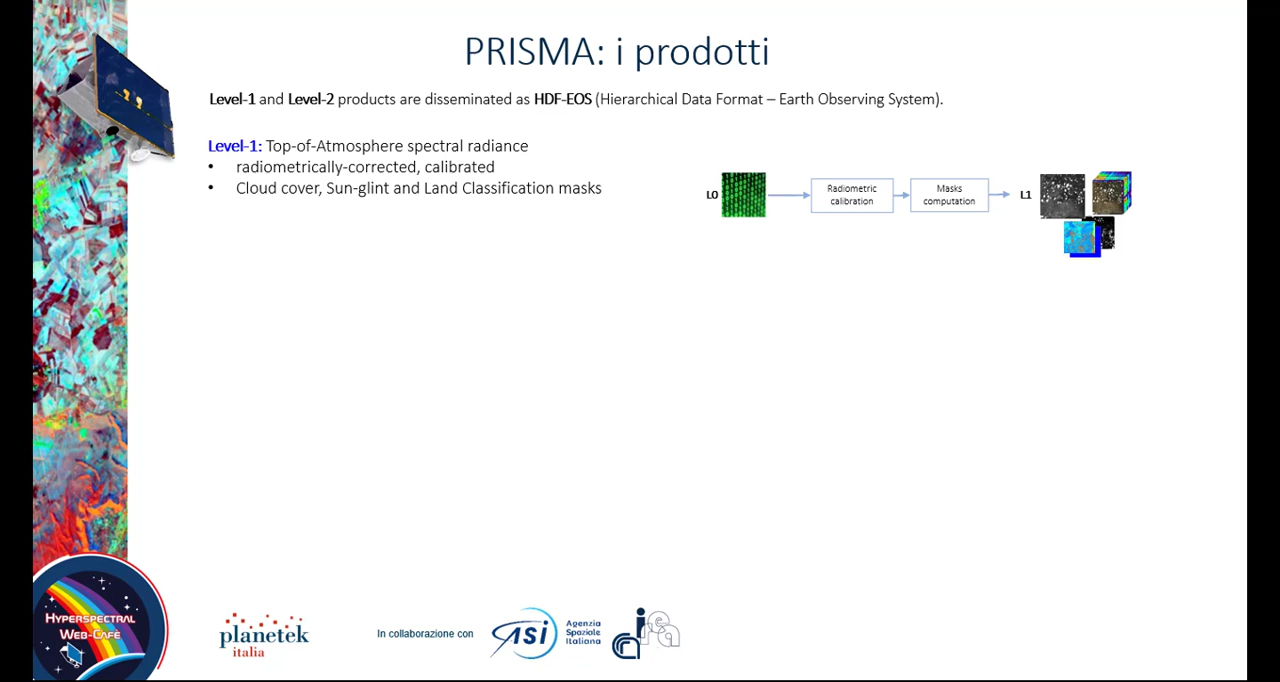 PRISMA: i prodotti
Level-1 and Level-2 products are disseminated as HDF-EOS (Hierarchical Data Format – Earth Observing System).
Level-1: Top-of-Atmosphere spectral radiance
• radiometrically-corrected, calibrated
• Cloud cover, Sun-glint and Land Classification masks
L0
Radiometric
calibration
Masks
computation
L1
HYPERSPECTRAL
WEB-CAFÈ
planetek
italia
In collaborazione con
ASI
Agenzia
Spaziale
Italiana